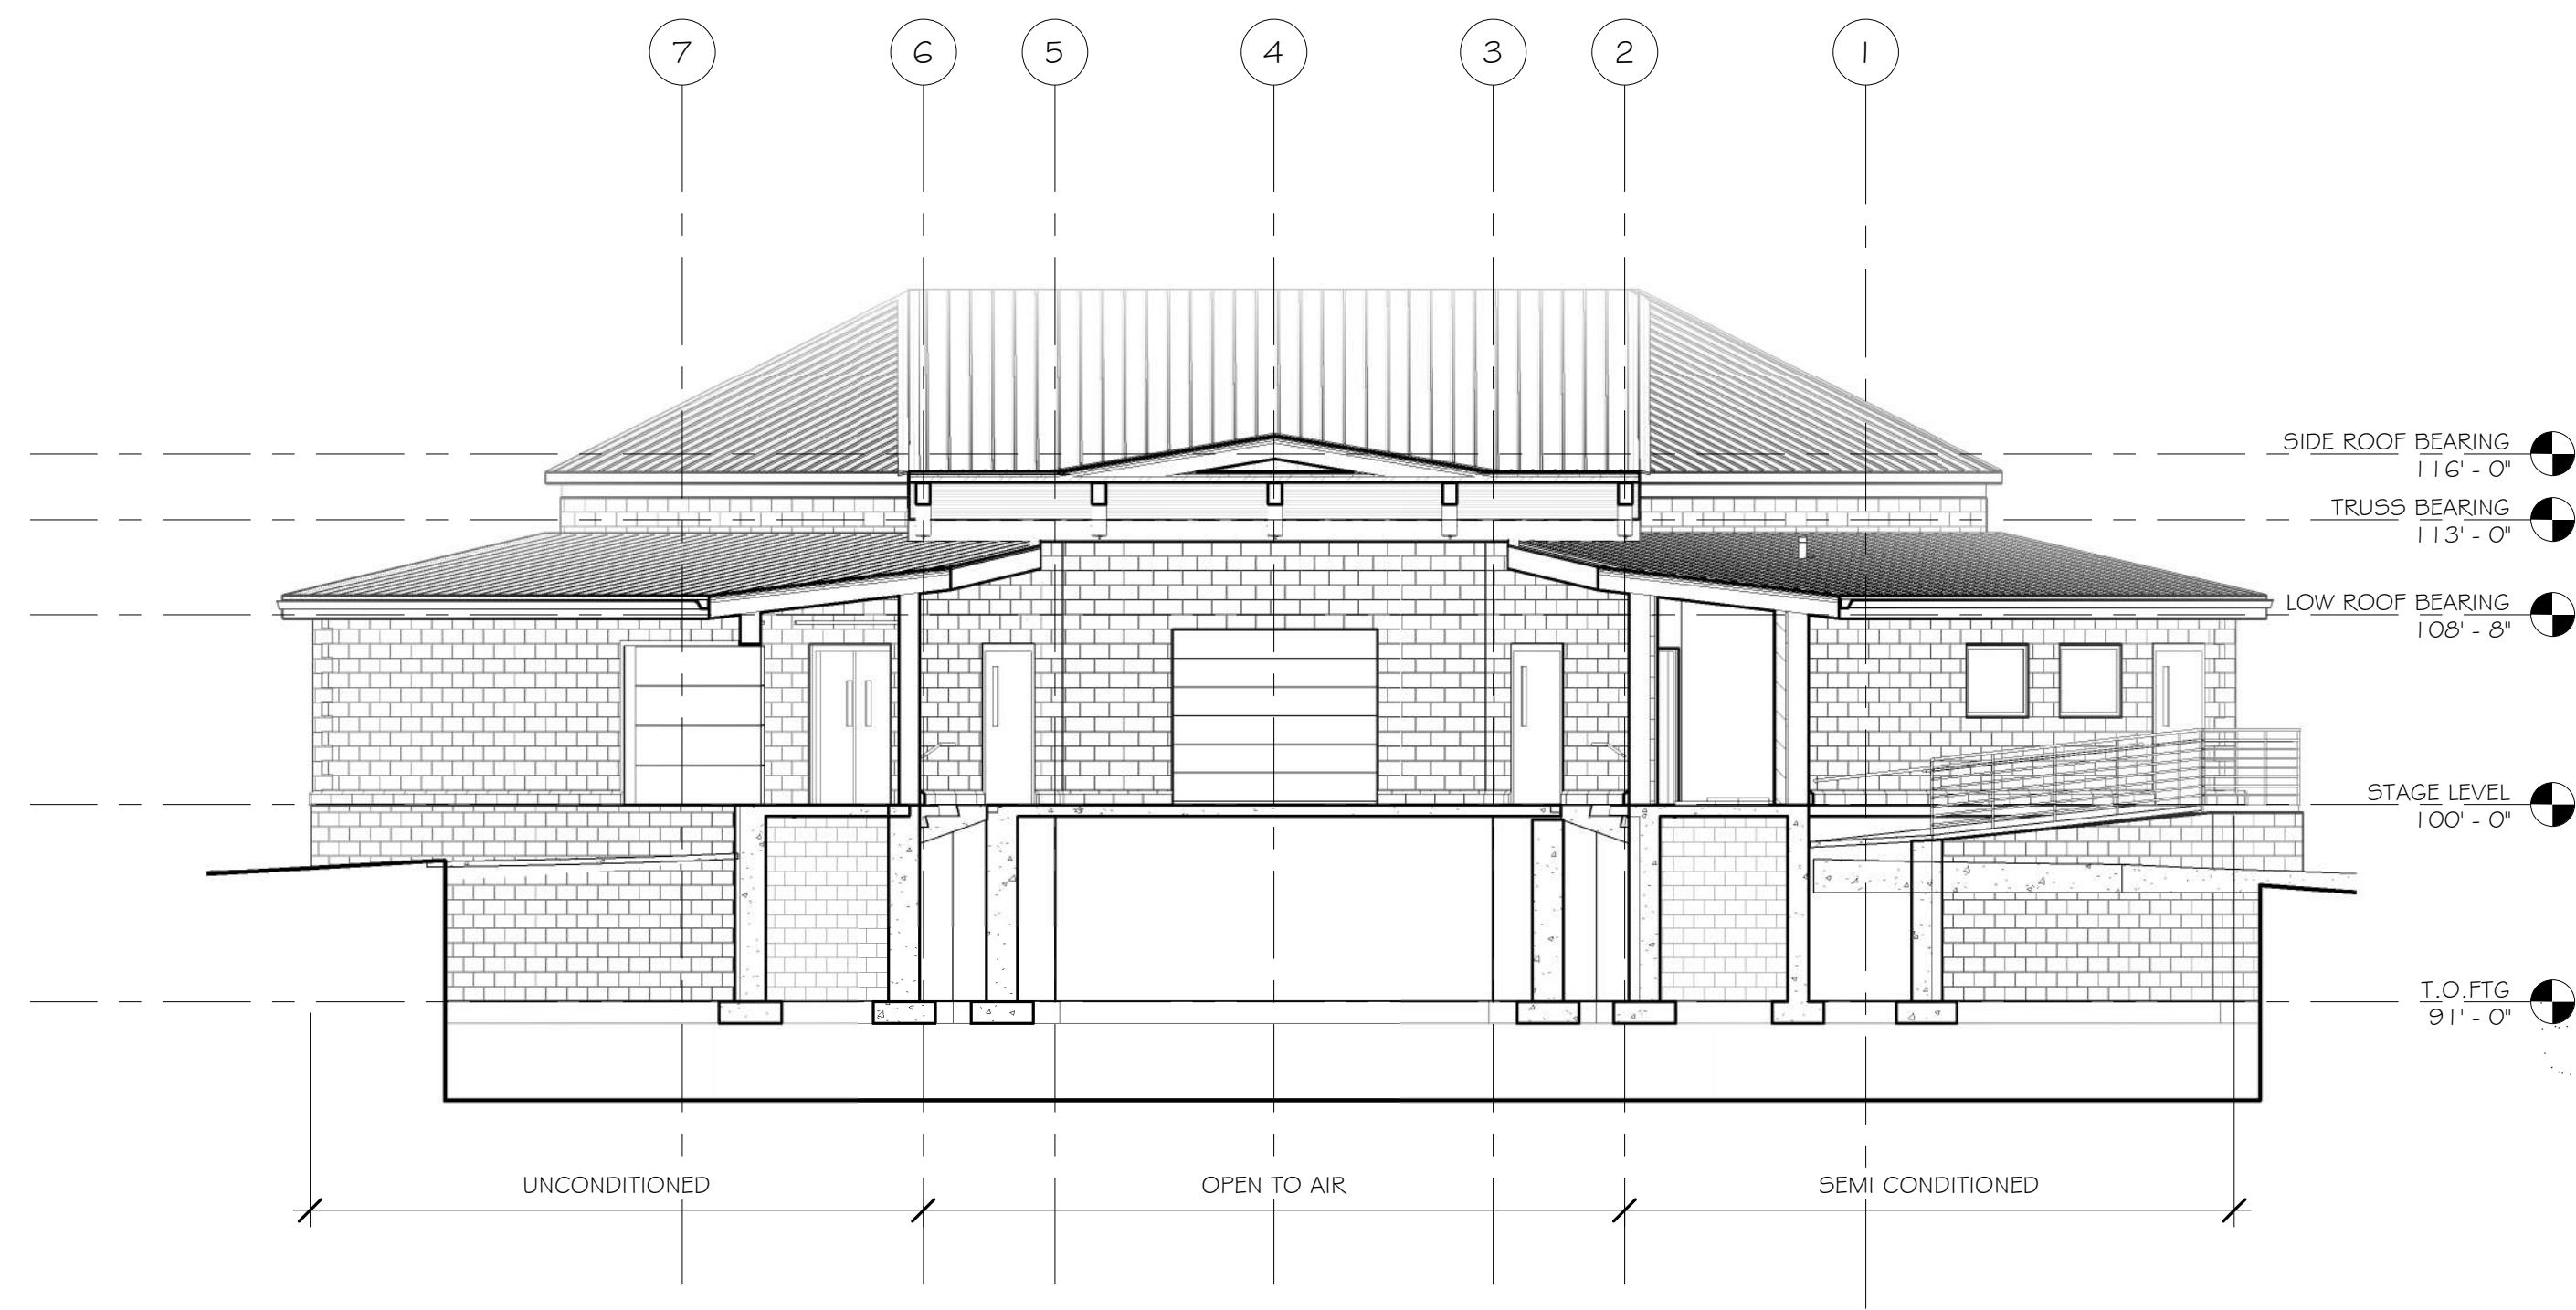 7 6 5 4 3 2 1
SIDE ROOF BEARING
116' - 0"
TRUSS BEARING
113' - 0"
LOW ROOF BEARING
108' - 8"
STAGE LEVEL
100' - 0"
T.O.FTG
91' - 0"
UNCONDITIONED OPEN TO AIR SEMI CONDITIONED